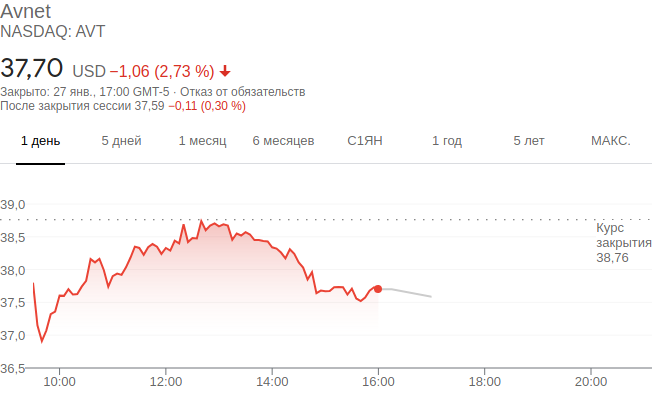 Avnet
NASDAQ: AVT
37,70 USD −1,06 (2,73 %)
Закрыто: 27 янв., 17:00 GMT-5 · Отказ от обязательств
После закрытия сессии 37,59 −0,11 (0,30 %)
1 день 5 дней 1 месяц 6 месяцев С1ЯН 1 год 5 лет МАКС.
39,0
38,5
38,0
37,5
37,0
36,5
Курс
закрытия
38,76
10:00 12:00 14:00 16:00 18:00 20:00